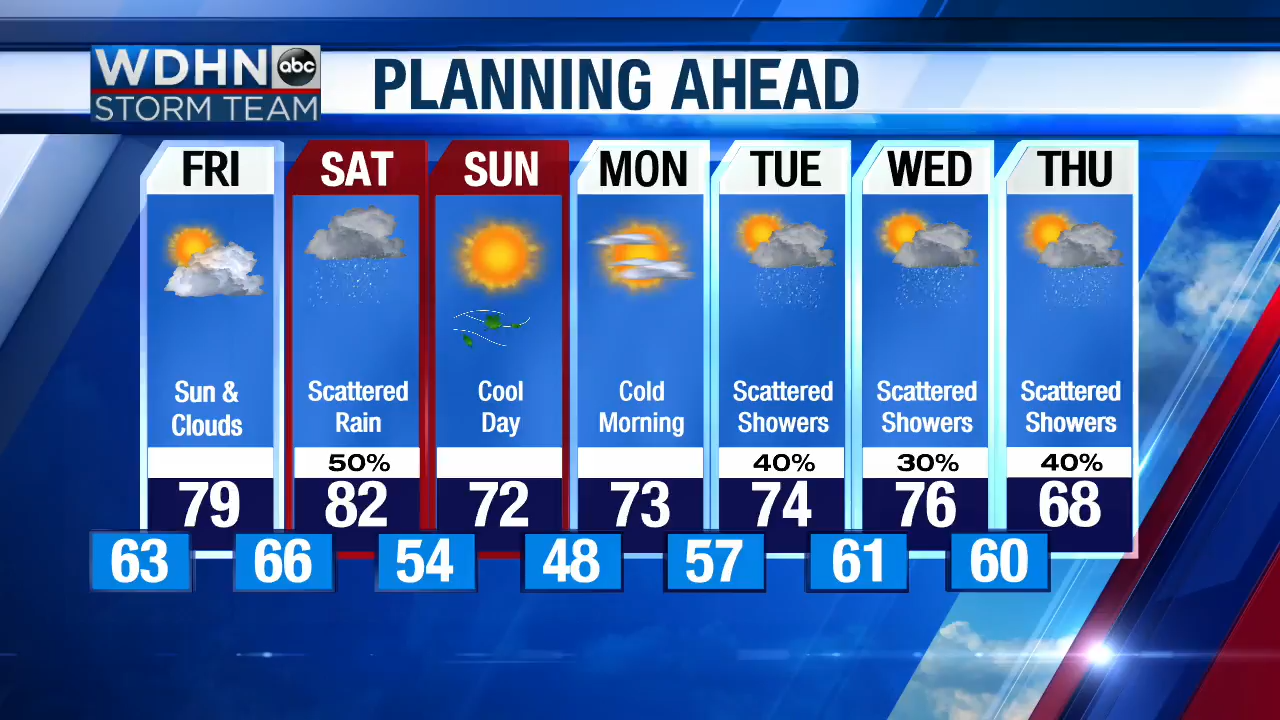 WDHN abc
STORM TEAM
PLANNING AHEAD
FRI SAT SUN MON TUE WED THU
Sun & Scattered Cool Cold Scattered Scattered Scattered
Clouds Rain Day Morning Showers Showers Showers
50% 40% 30% 40%
79 82 72 73 74 76 68
63 66 54 48 57 61 60